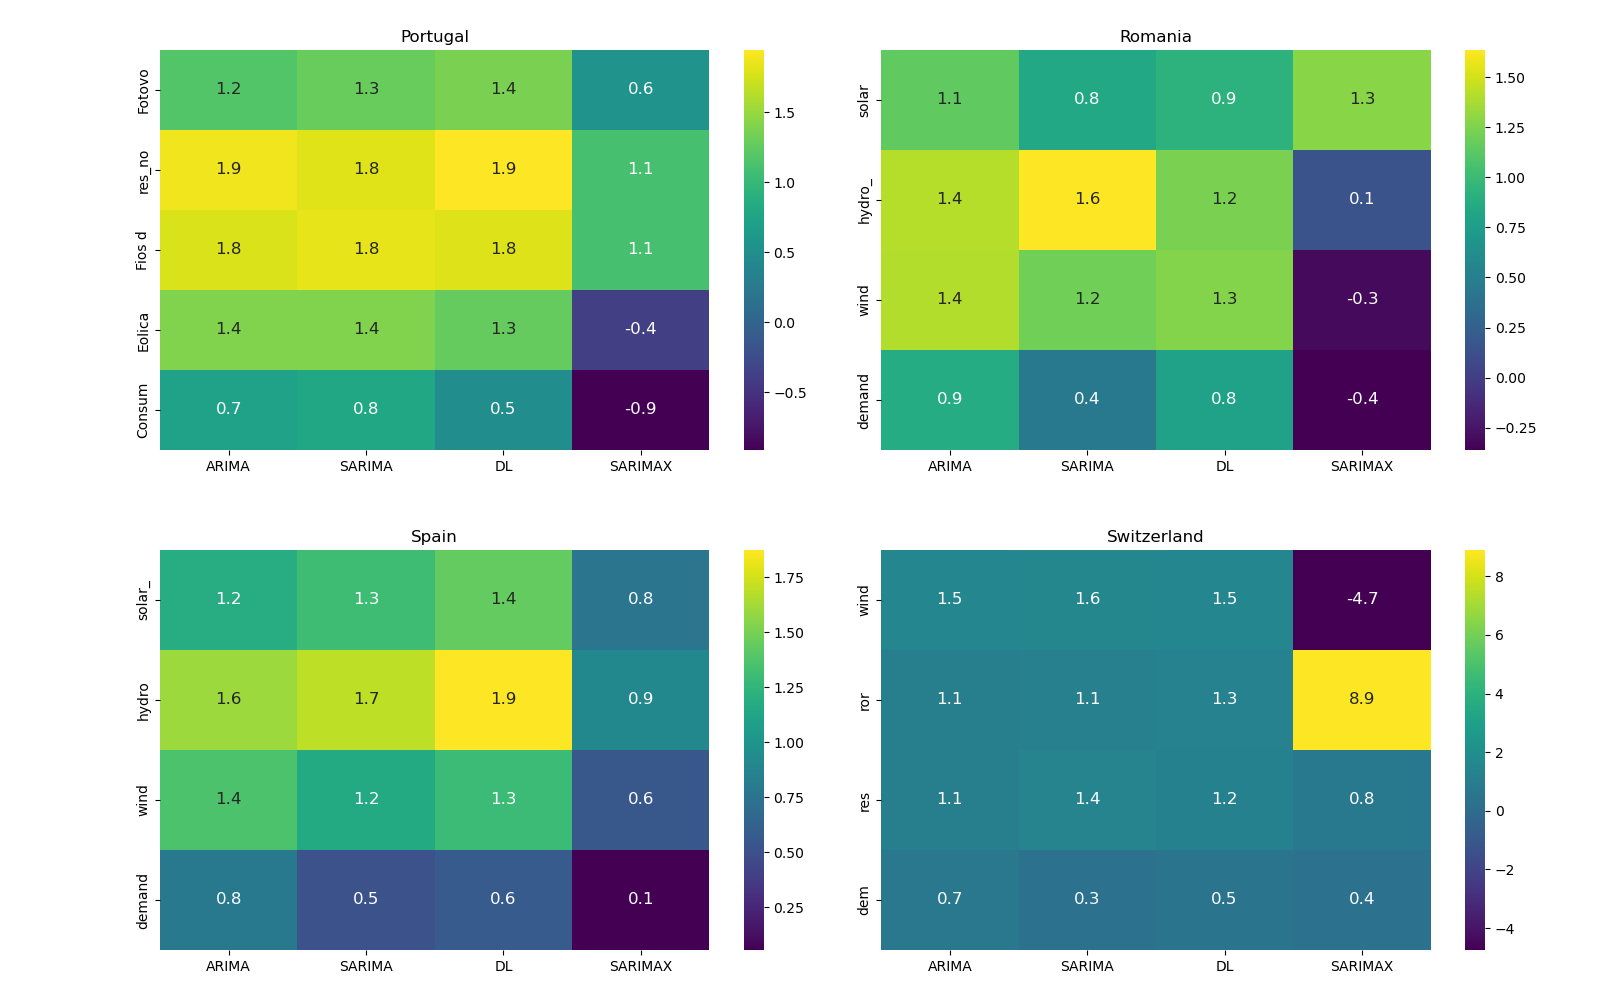 Portugal
Fotovo 1.2 1.3 1.4 0.6
res_no 1.9 1.8 1.9 1.1
Fios d 1.8 1.8 1.8 1.1
Eolica 1.4 1.4 1.3 -0.4
Consum 0.7 0.8 0.5 -0.9
ARIMA SARIMA DL SARIMAX
1.5
1.0
0.5
0.0
−0.5
Romania
solar 1.1 0.8 0.9 1.3
hydro_ 1.4 1.6 1.2 0.1
wind 1.4 1.2 1.3 -0.3
demand 0.9 0.4 0.8 -0.4
ARIMA SARIMA DL SARIMAX
1.50
1.25
1.00
0.75
0.50
0.25
0.00
−0.25
Spain
solar_ 1.2 1.3 1.4 0.8
hydro 1.6 1.7 1.9 0.9
wind 1.4 1.2 1.3 0.6
demand 0.8 0.5 0.6 0.1
ARIMA SARIMA DL SARIMAX
1.75
1.50
1.25
1.00
0.75
0.50
0.25
Switzerland
wind 1.5 1.6 1.5 -4.7
ror 1.1 1.1 1.3 8.9
res 1.1 1.4 1.2 0.8
dem 0.7 0.3 0.5 0.4
ARIMA SARIMA DL SARIMAX
8
6
4
2
0
−2
−4